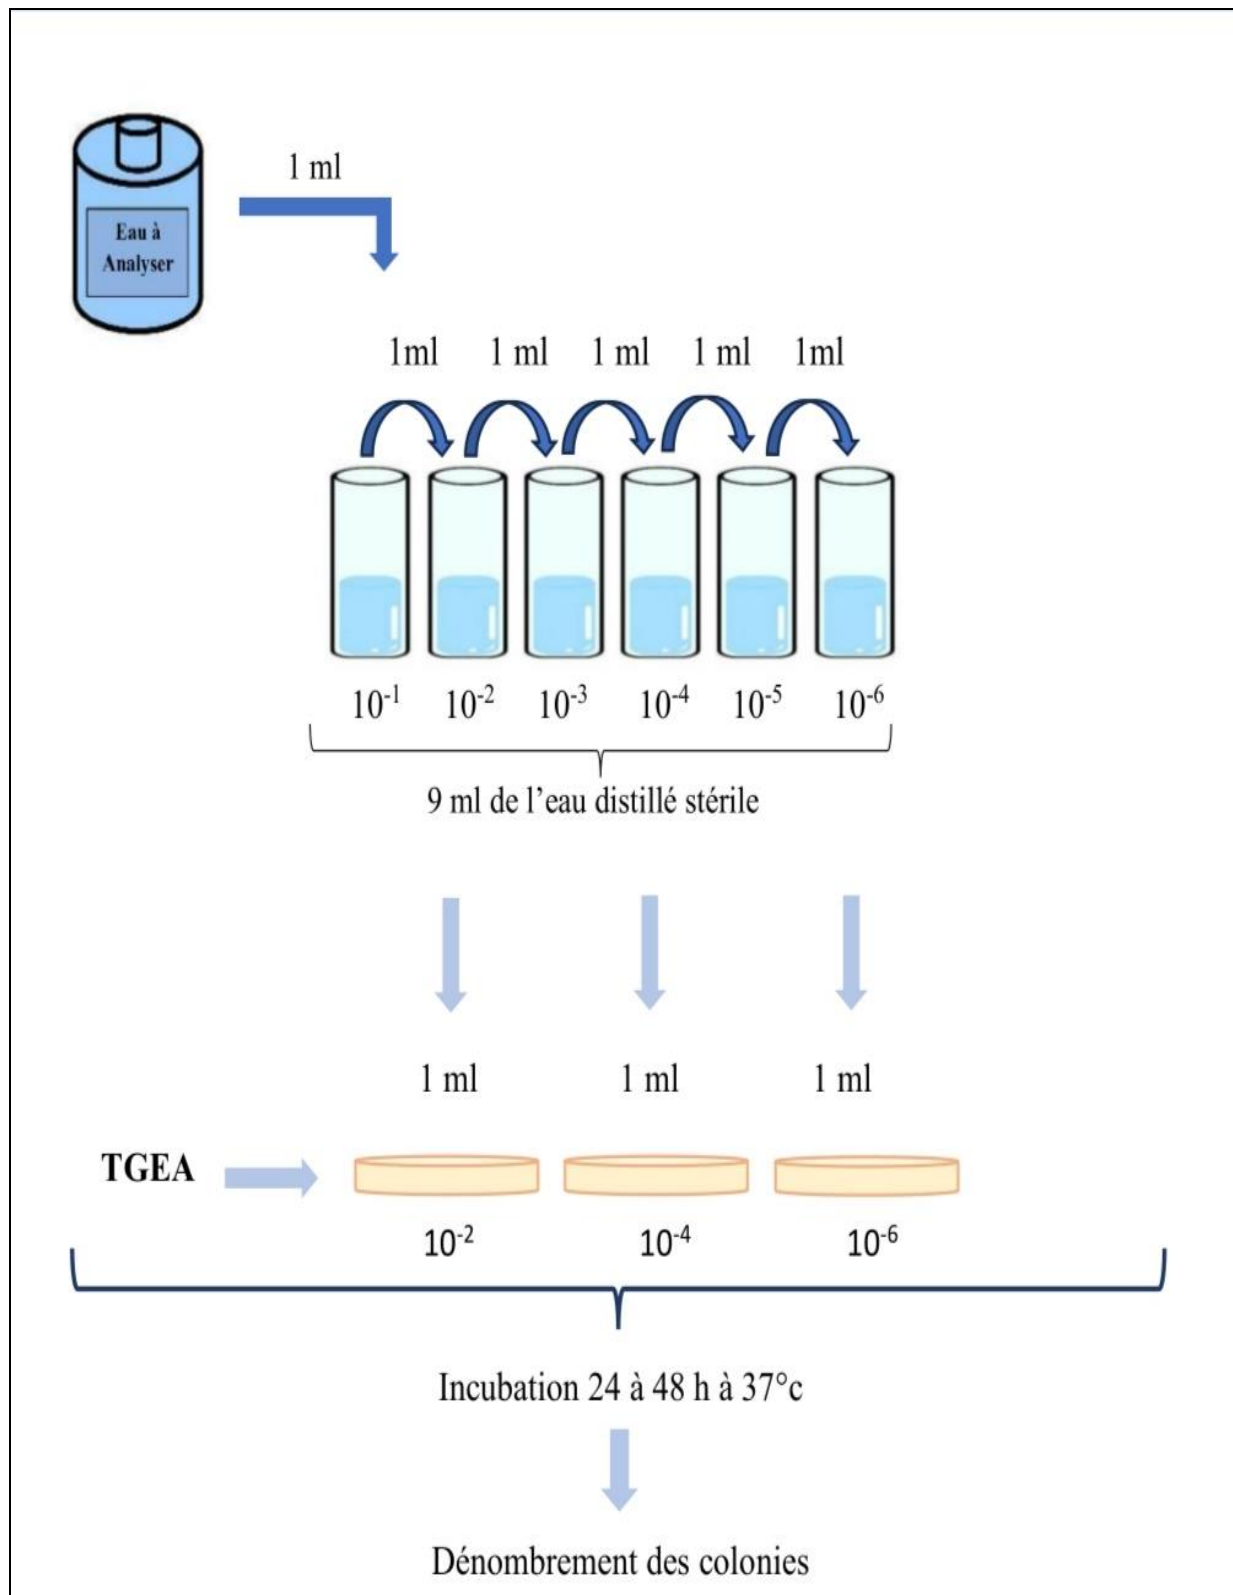 1 ml
Eau à
Analyser
1ml 1 ml 1 ml 1 ml 1ml
10⁻¹ 10⁻² 10⁻³ 10⁻⁴ 10⁻⁵ 10⁻⁶
9 ml de l’eau distillé stérile
1 ml 1 ml 1 ml
TGEA
10⁻² 10⁻⁴ 10⁻⁶
Incubation 24 à 48 h à 37°c
Dénombrement des colonies